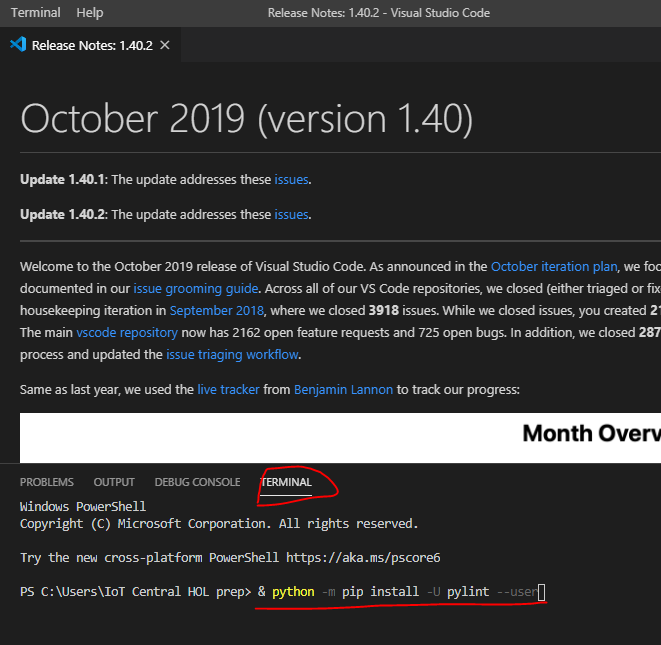 Terminal Help Release Notes: 1.40.2 - Visual Studio Code
Release Notes: 1.40.2
October 2019 (version 1.40)
Update 1.40.1: The update addresses these issues.
Update 1.40.2: The update addresses these issues.
Welcome to the October 2019 release of Visual Studio Code. As announced in the October iteration plan, we foc
documented in our issue grooming guide. Across all of our VS Code repositories, we closed (either triaged or fix
housekeeping iteration in September 2018, where we closed 3918 issues. While we closed issues, you created 21
The main vscode repository now has 2162 open feature requests and 725 open bugs. In addition, we closed 287
process and updated the issue triaging workflow.
Same as last year, we used the live tracker from Benjamin Lannon to track our progress:
Month Overv
PROBLEMS OUTPUT DEBUG CONSOLE TERMINAL
Windows PowerShell
Copyright (C) Microsoft Corporation. All rights reserved.
Try the new cross-platform PowerShell https://aka.ms/pscore6
PS C:\Users\IoT Central HOL prep> & python -m pip install -U pylint --user